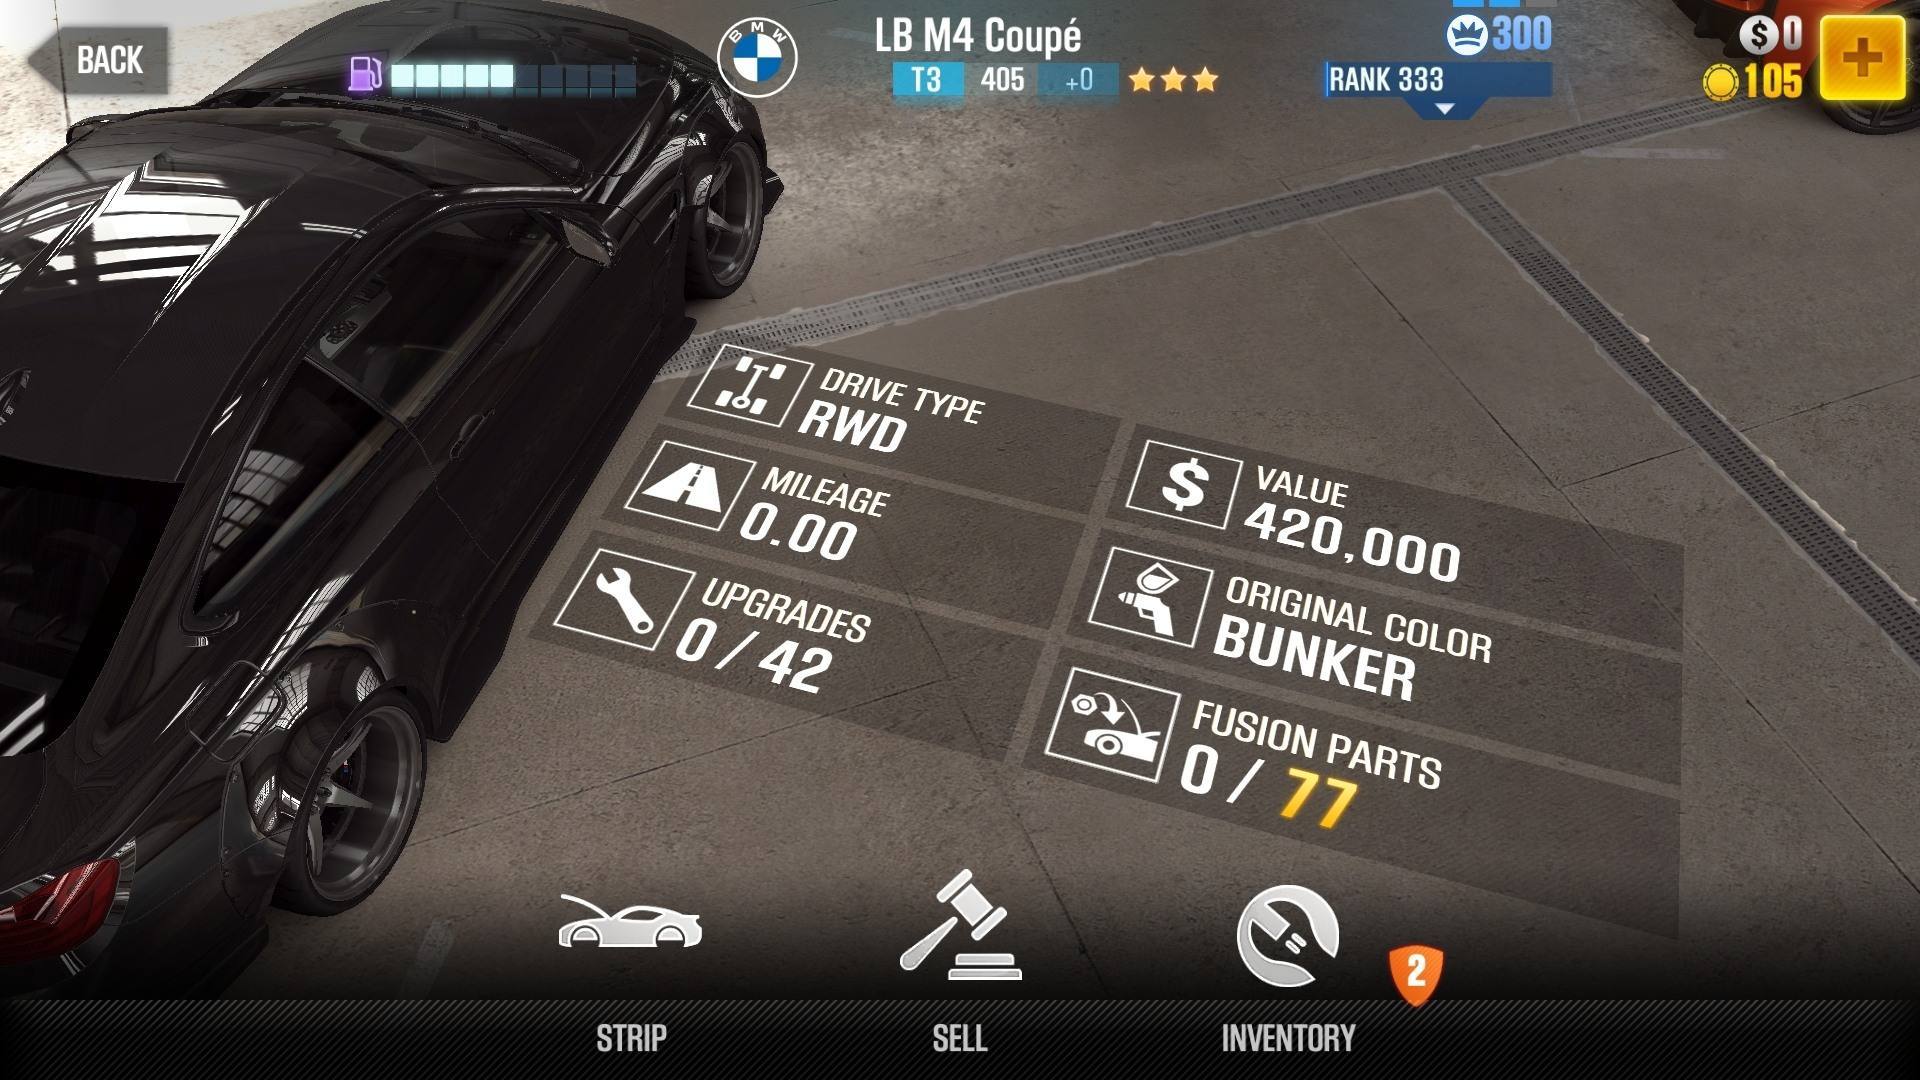 BACK
BMW
LB M4 Coupé
T3 405 +0
300
RANK 333
$ 0
105
+
DRIVE TYPE
RWD
MILEAGE
0.00
UPGRADES
0 / 42
$
VALUE
420,000
ORIGINAL COLOR
BUNKER
FUSION PARTS
0 / 77
STRIP
SELL
INVENTORY
2